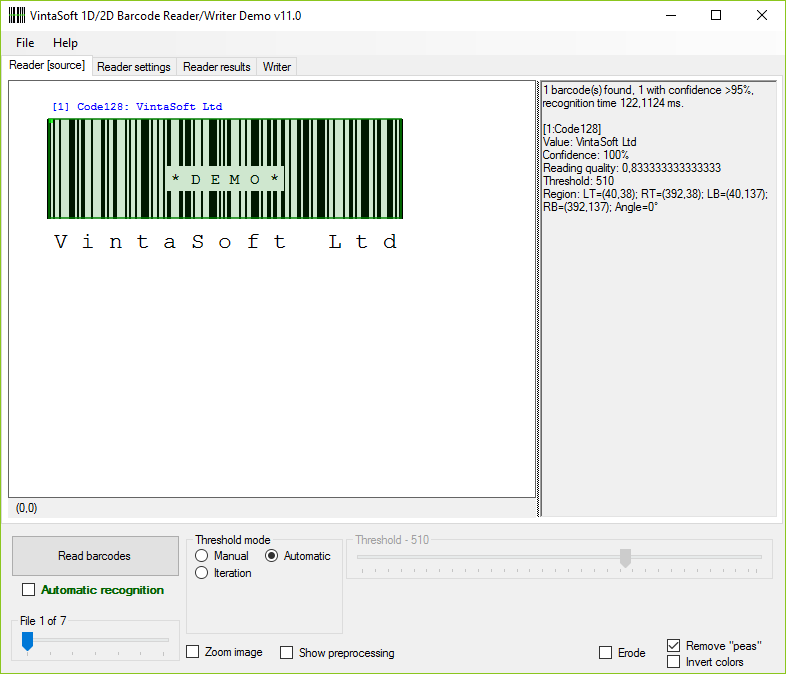 VintaSoft 1D/2D Barcode Reader/Writer Demo v11.0
File Help
Reader [source] Reader settings Reader results Writer
[1] Code128: VintaSoft Ltd
* D E M O *
V i n t a S o f t   L t d
1 barcode(s) found, 1 with confidence >95%,
recognition time 122,1124 ms.
[1:Code128]
Value: VintaSoft Ltd
Confidence: 100%
Reading quality: 0,833333333333333
Threshold: 510
Region: LT=(40,38); RT=(392,38); LB=(40,137);
RB=(392,137); Angle=0°
(0,0)
Read barcodes
Automatic recognition
File 1 of 7
Threshold mode
Manual Automatic
Iteration
Threshold - 510
Zoom image Show preprocessing
Erode
Remove "peas"
Invert colors